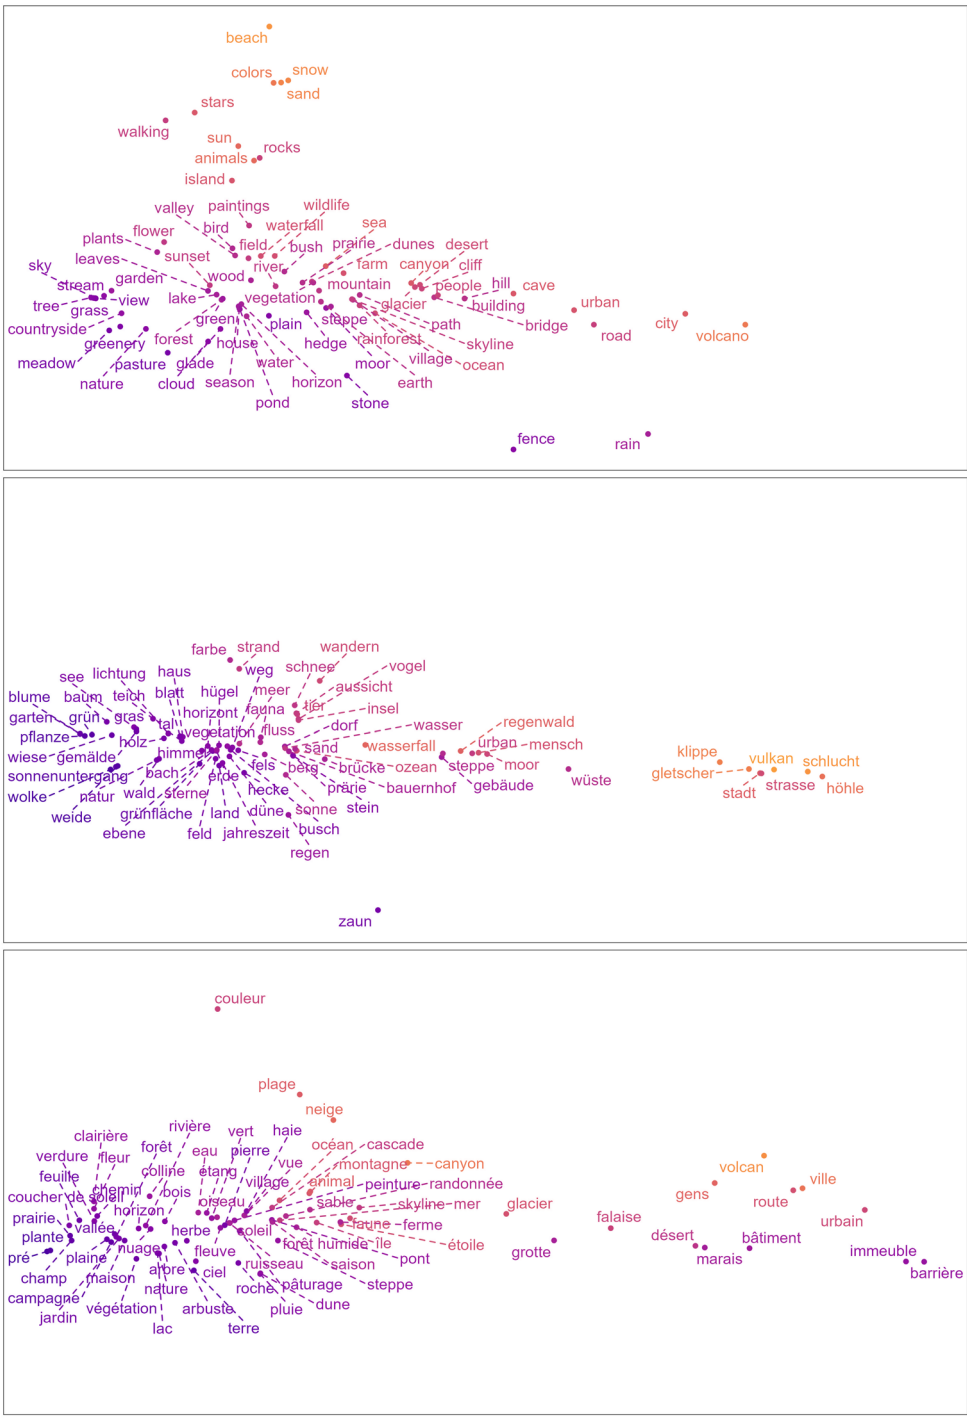 beach
colors
snow
sand
stars
walking
sun
rocks
animals
island
valley
paintings
wildlife
flower
bird
waterfall
sea
plants
field
bush
prairie
dunes
desert
leaves
sunset
sky
stream
garden
wood
river
farm
canyon
cliff
people
hill
cave
tree
view
lake
vegetation
mountain
glacier
building
urban
grass
countryside
green
plain
steppe
path
bridge
road
city
volcano
greenery
forest
house
hedge
rainforest
skyline
meadow
pasture
glade
water
moor
village
ocean
nature
cloud
season
horizon
earth
pond
stone
fence
rain
farbe
strand
wandern
see
lichtung
haus
weg
schnee
vogel
blume
baum
teich
blatt
hügel
meer
aussicht
garten
grün
gras
tal
horizont
fauna
tier
insel
pflanze
holz
vegetation
fluss
dorf
wasser
regenwald
wiese
gemälde
himmel
sand
wasserfall
urban
mensch
klippe
vulkan
schlucht
sonnenuntergang
bach
erde
fels
berg
brücke
ozean
steppe
moor
gletscher
stadt
strasse
höhle
wolke
natur
wald
sterne
hecke
prärie
bauernhof
gebäude
wüste
weide
grünfläche
land
düne
sonne
stein
ebene
feld
jahreszeit
busch
regen
zaun
couleur
plage
neige
clairière
rivière
vert
haie
verdure
fleur
forêt
eau
pierre
océan
cascade
feuille
colline
étang
vue
montagne
canyon
coucher de soleil
chemin
bois
village
animal
peinture
randonnée
volcan
gens
ville
prairie
horizon
oiseau
sable
skyline
mer
glacier
route
urbain
plante
vallée
herbe
soleil
faune
ferme
falaise
pré
plaine
nuage
fleuve
forêt humide
île
étoile
grotte
désert
marais
bâtiment
immeuble
barrière
champ
maison
arbre
ciel
ruisseau
saison
pont
campagne
nature
roche
pâturage
steppe
jardin
végétation
arbuste
pluie
dune
lac
terre